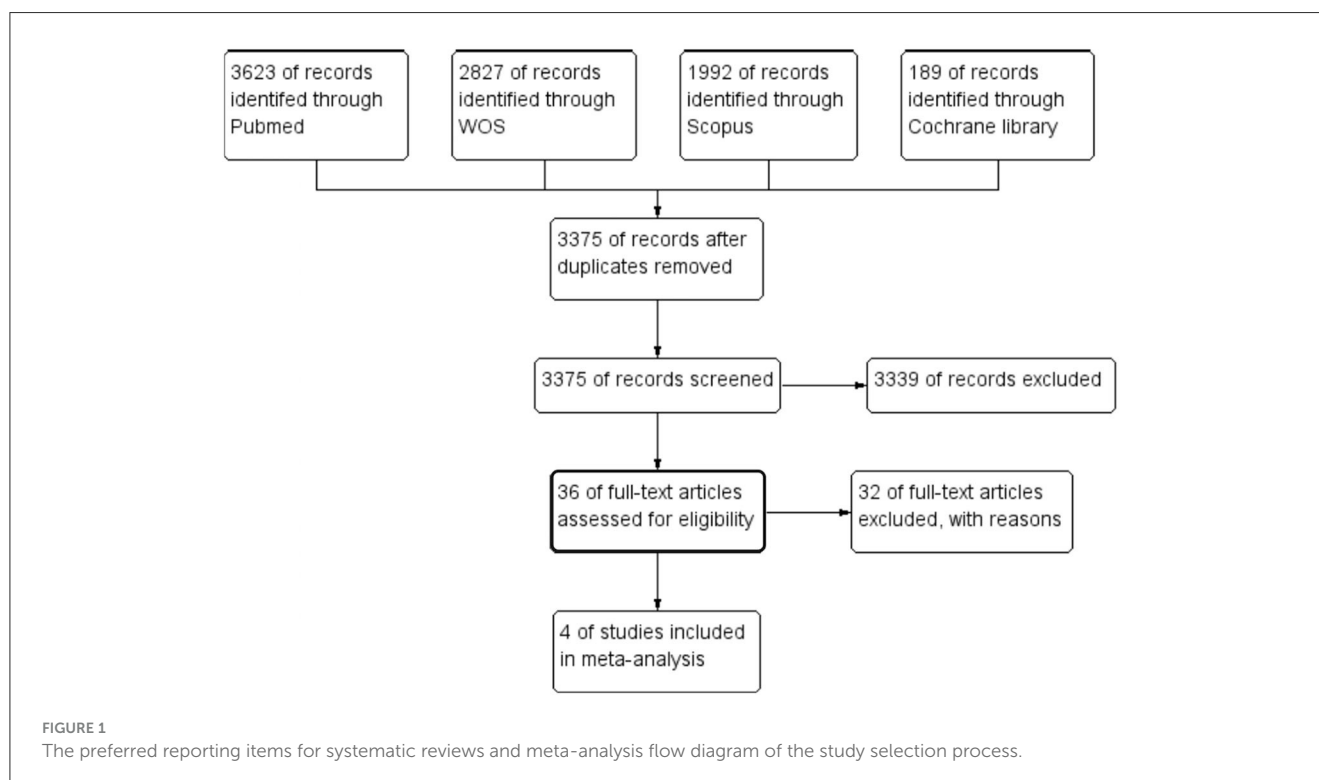 3623 of records
identifed through
Pubmed
2827 of records
identified through
WOS
1992 of records
identified through
Scopus
189 of records
identified through
Cochrane library
3375 of records after
duplicates removed
3375 of records screened
3339 of records excluded
36 of full-text articles
assessed for eligibility
32 of full-text articles
excluded, with reasons
4 of studies included
in meta-analysis
FIGURE 1
The preferred reporting items for systematic reviews and meta-analysis flow diagram of the study selection process.